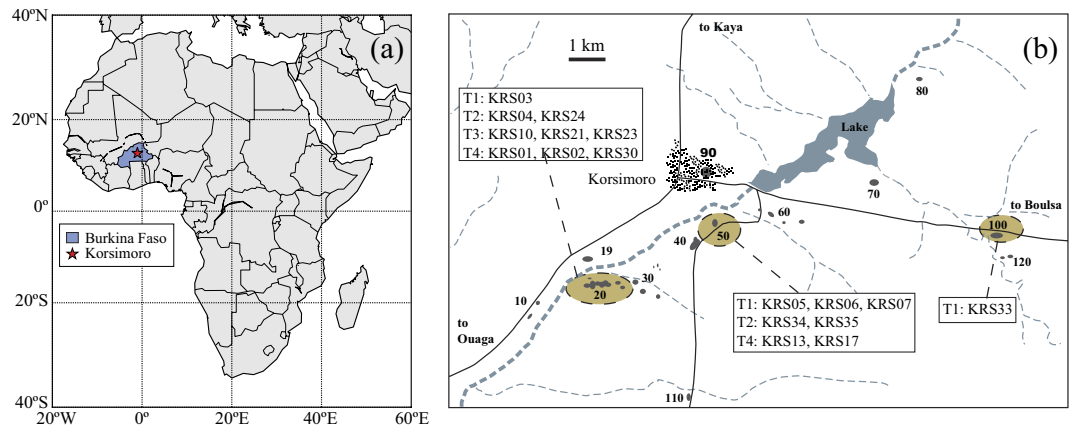 40ºN
20ºN
0º
20ºS
40ºS
20ºW
0º
20ºE
40ºE
60ºE
(a)
Burkina Faso
Korsimoro
(b)
1 km
to Kaya
T1: KRS03
T2: KRS04, KRS24
T3: KRS10, KRS21, KRS23
T4: KRS01, KRS02, KRS30
80
Lake
90
Korsimoro
70
to Boulsa
60
100
50
40
120
19
30
20
10
to
Ouaga
T1: KRS05, KRS06, KRS07
T2: KRS34, KRS35
T4: KRS13, KRS17
T1: KRS33
110